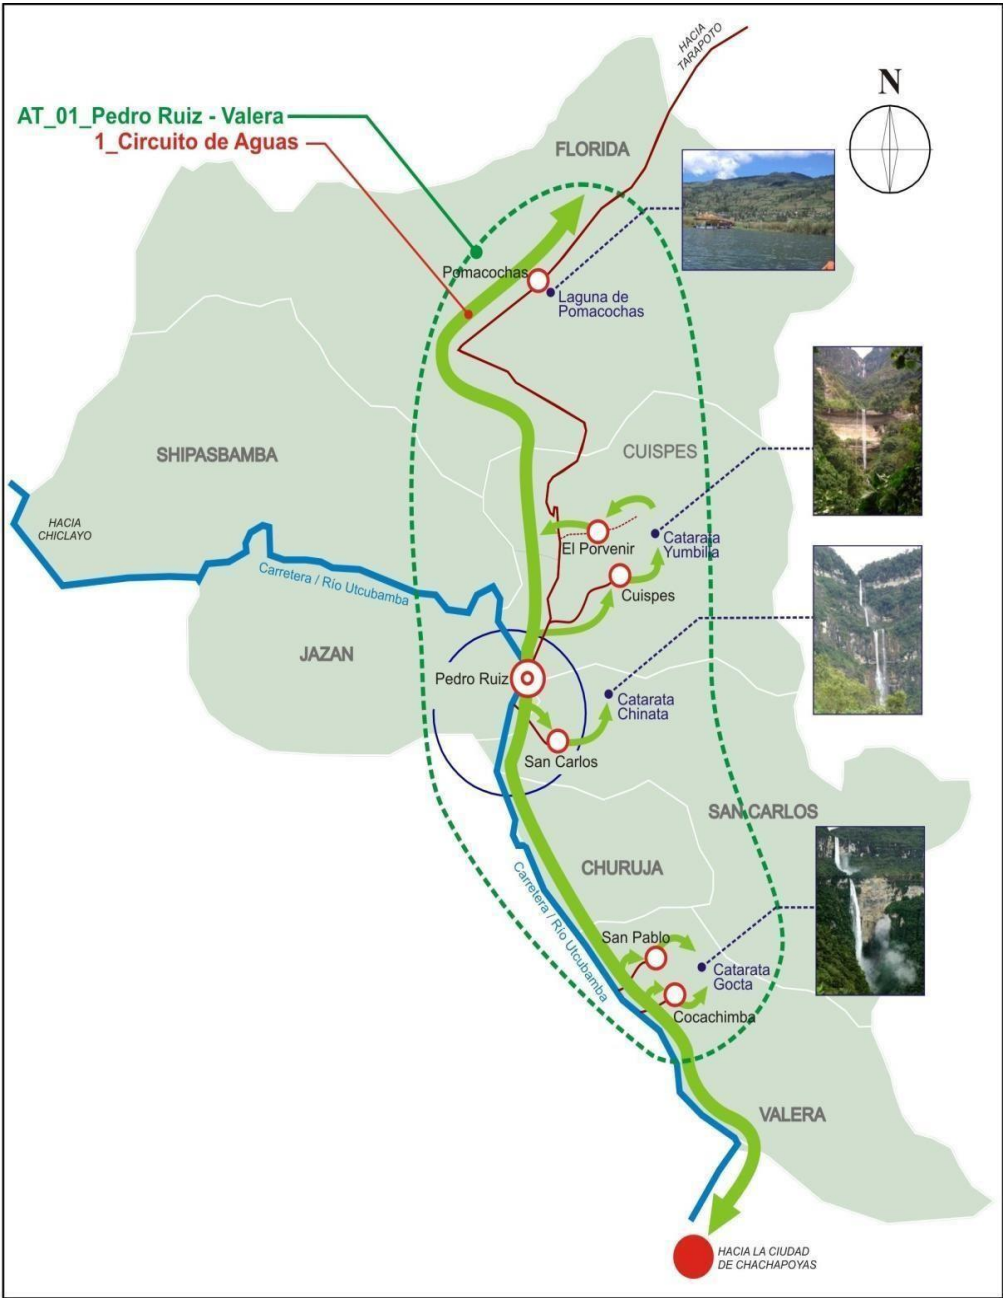 HACIA
TARAPOTO
N
AT_01_Pedro Ruiz - Valera
1_Circuito de Aguas
FLORIDA
Pomacochas
Laguna de
Pomacochas
SHIPASBAMBA
CUISPES
HACIA
CHICLAYO
El Porvenir
Catarata
Yumbilla
Carretera / Río Utcubamba
Cuispes
JAZAN
Pedro Ruiz
Catarata
Chinata
San Carlos
SAN CARLOS
CHURUJA
Carretera / Río Utcubamba
San Pablo
Catarata
Gocta
Cocachimba
VALERA
HACIA LA CIUDAD
DE CHACHAPOYAS